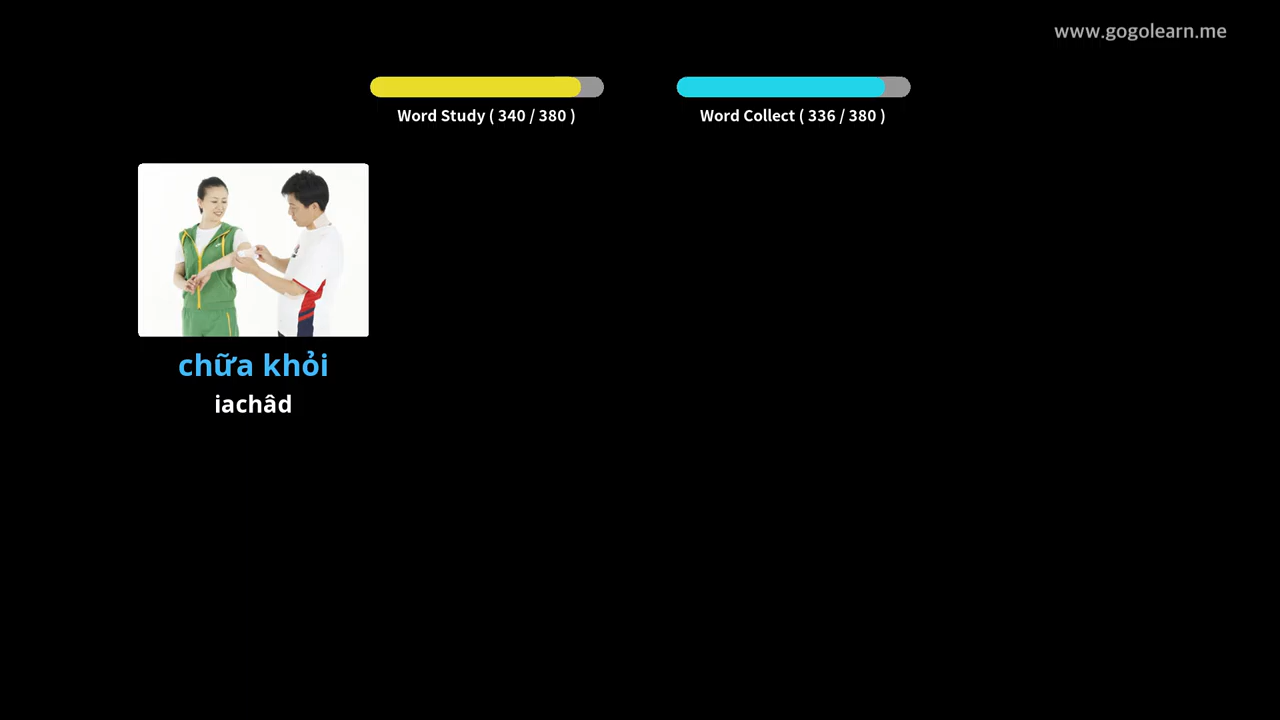 www.gogolearn.me
Word Study ( 340 / 380 )
Word Collect ( 336 / 380 )
chữa khỏi
iachâd